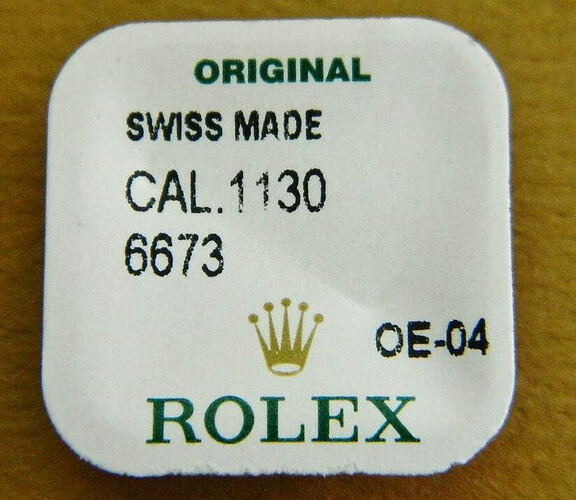 ORIGINAL
SWISS MADE
CAL.1130
6673
OE-04
ROLEX